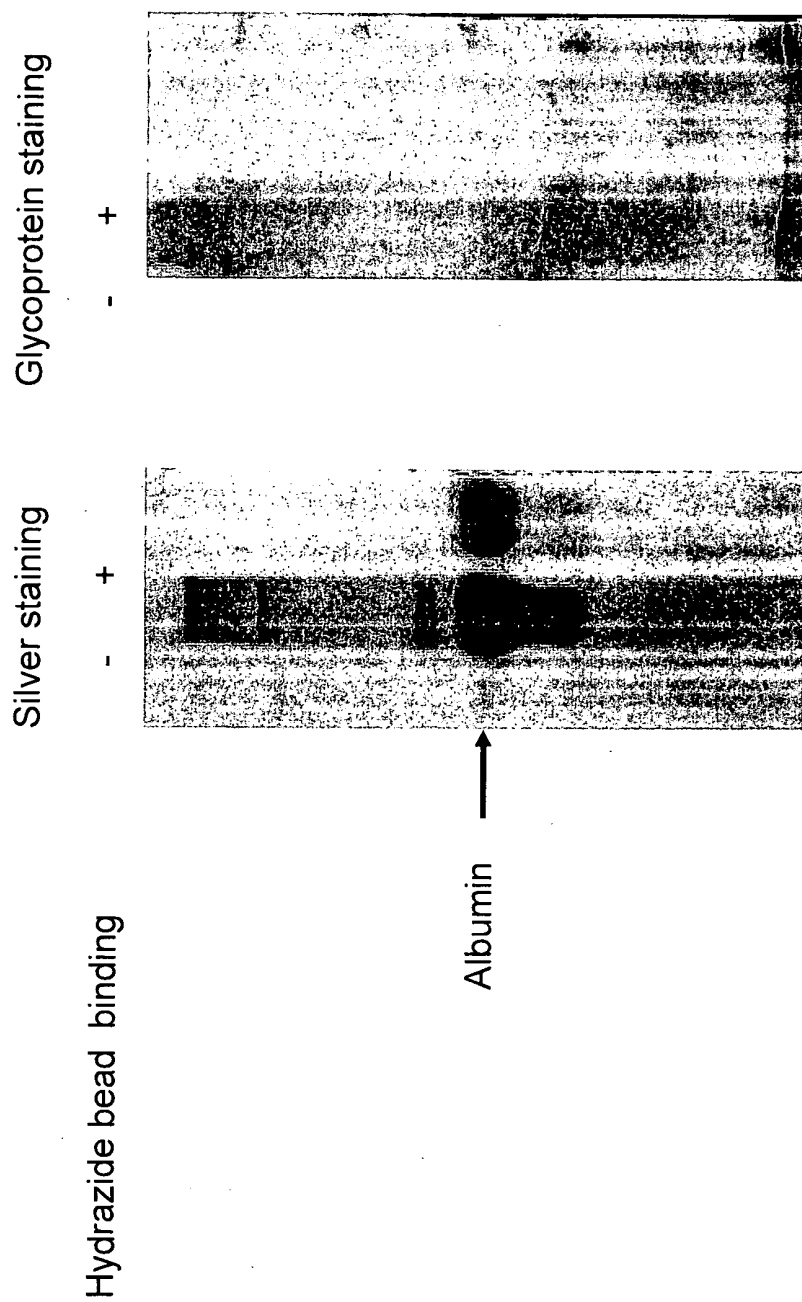 Silver staining
Glycoprotein staining
Hydrazide bead binding
-
+
-
+
Albumin